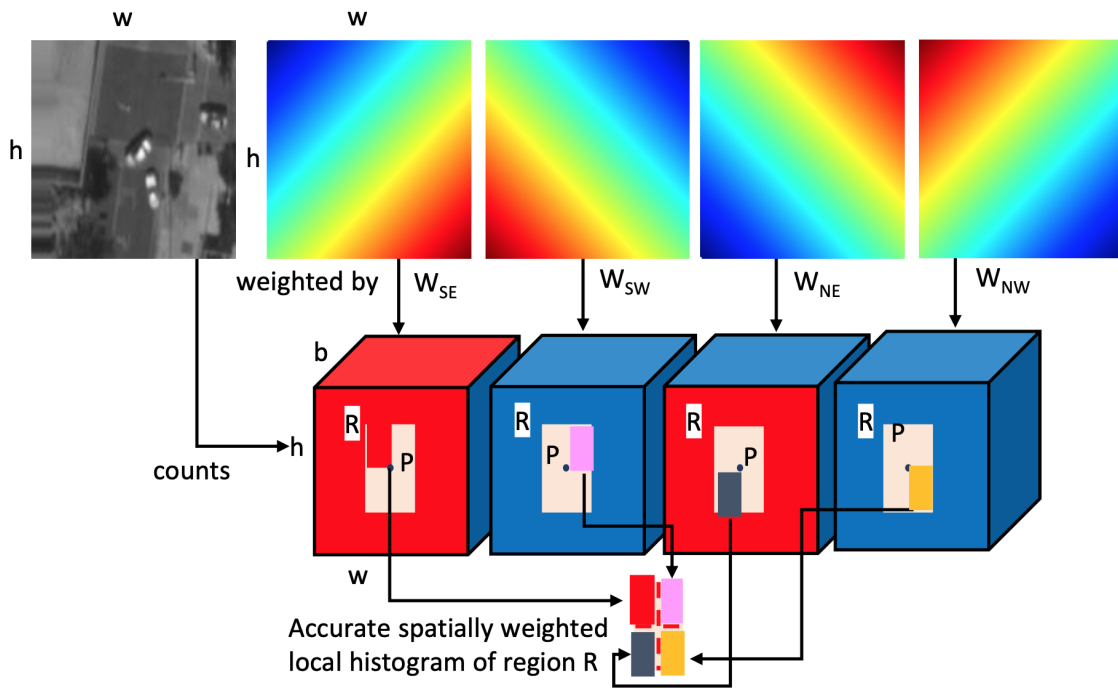 w
w
h
h
weighted by
W_SE
W_SW
W_NE
W_NW
b
R
R
R
R
P
P
P
P
h
counts
w
Accurate spatially weighted
local histogram of region R